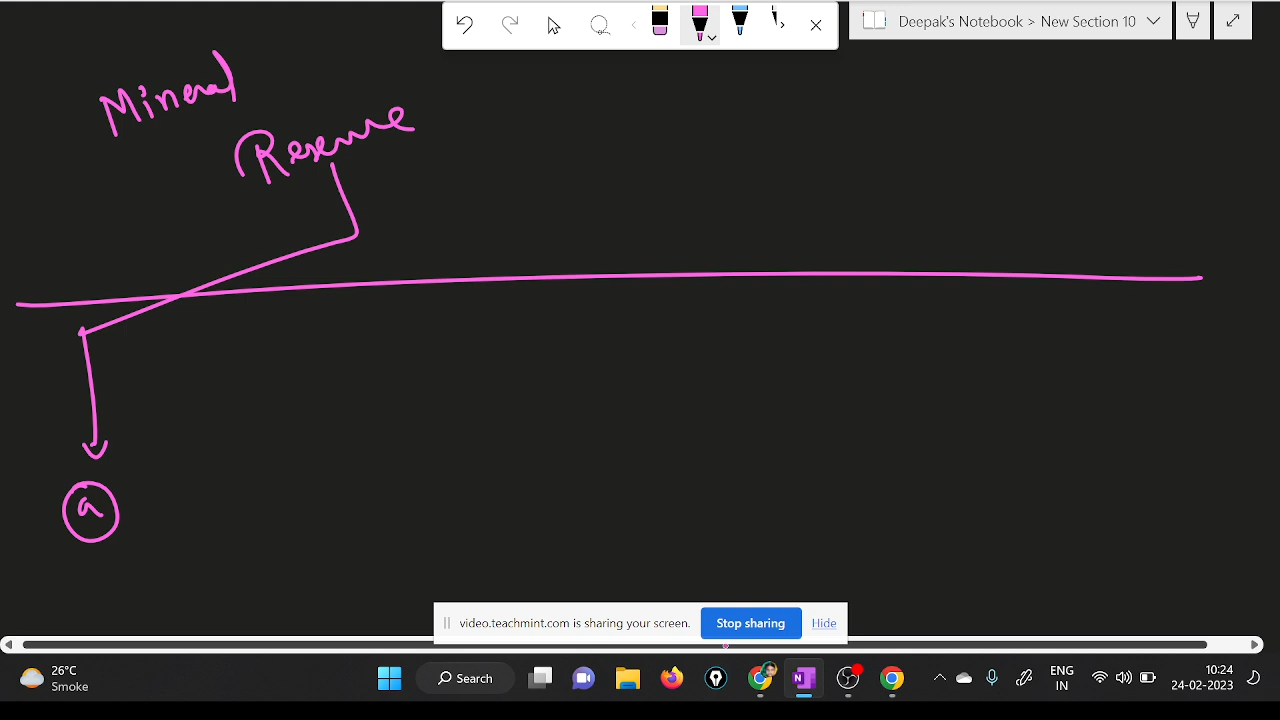 Deepak's Notebook > New Section 10
Mineral
Reserve
a
video.teachmint.com is sharing your screen.
Stop sharing
Hide
26°C
Smoke
Search
ENG
IN
10:24
24-02-2023